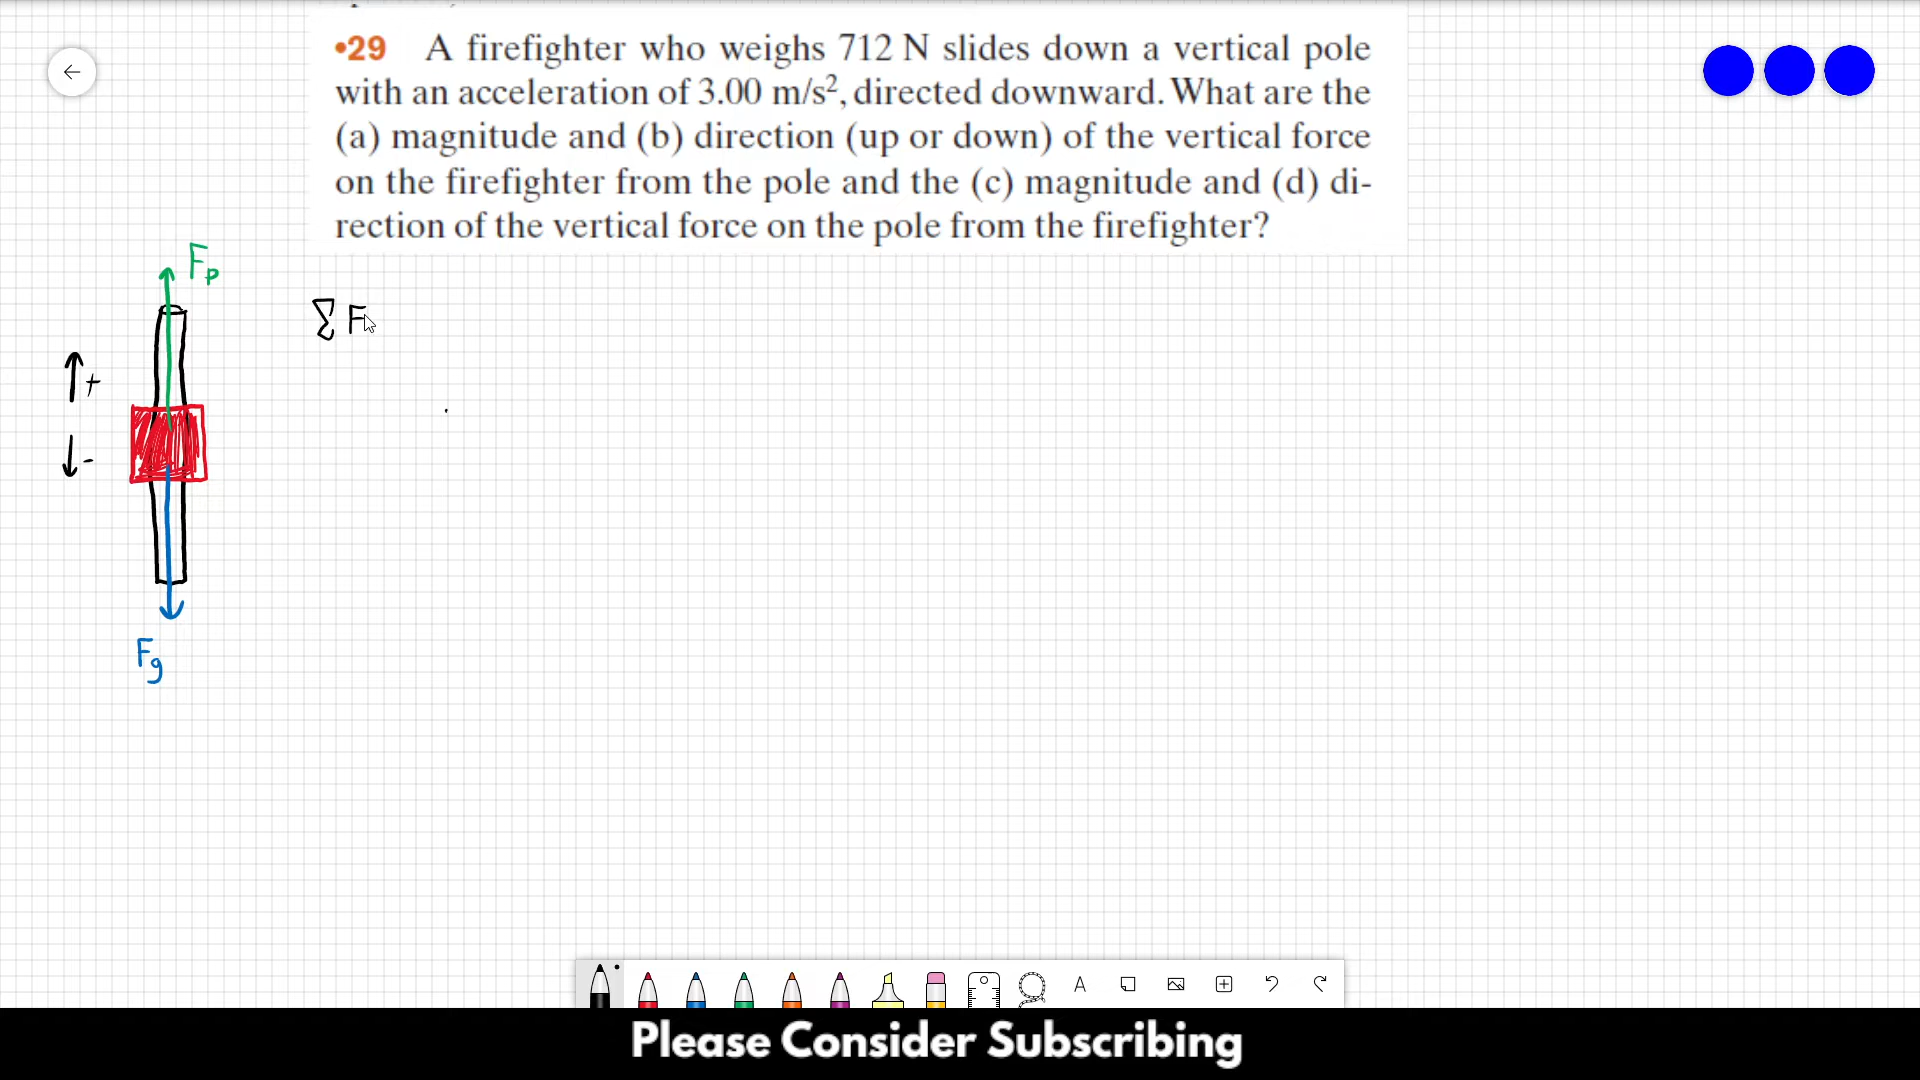 •29 A firefighter who weighs 712 N slides down a vertical pole
with an acceleration of 3.00 m/s², directed downward. What are the
(a) magnitude and (b) direction (up or down) of the vertical force
on the firefighter from the pole and the (c) magnitude and (d) di-
rection of the vertical force on the pole from the firefighter?
Fp
∑ F
+
-
Fg
A
Please Consider Subscribing